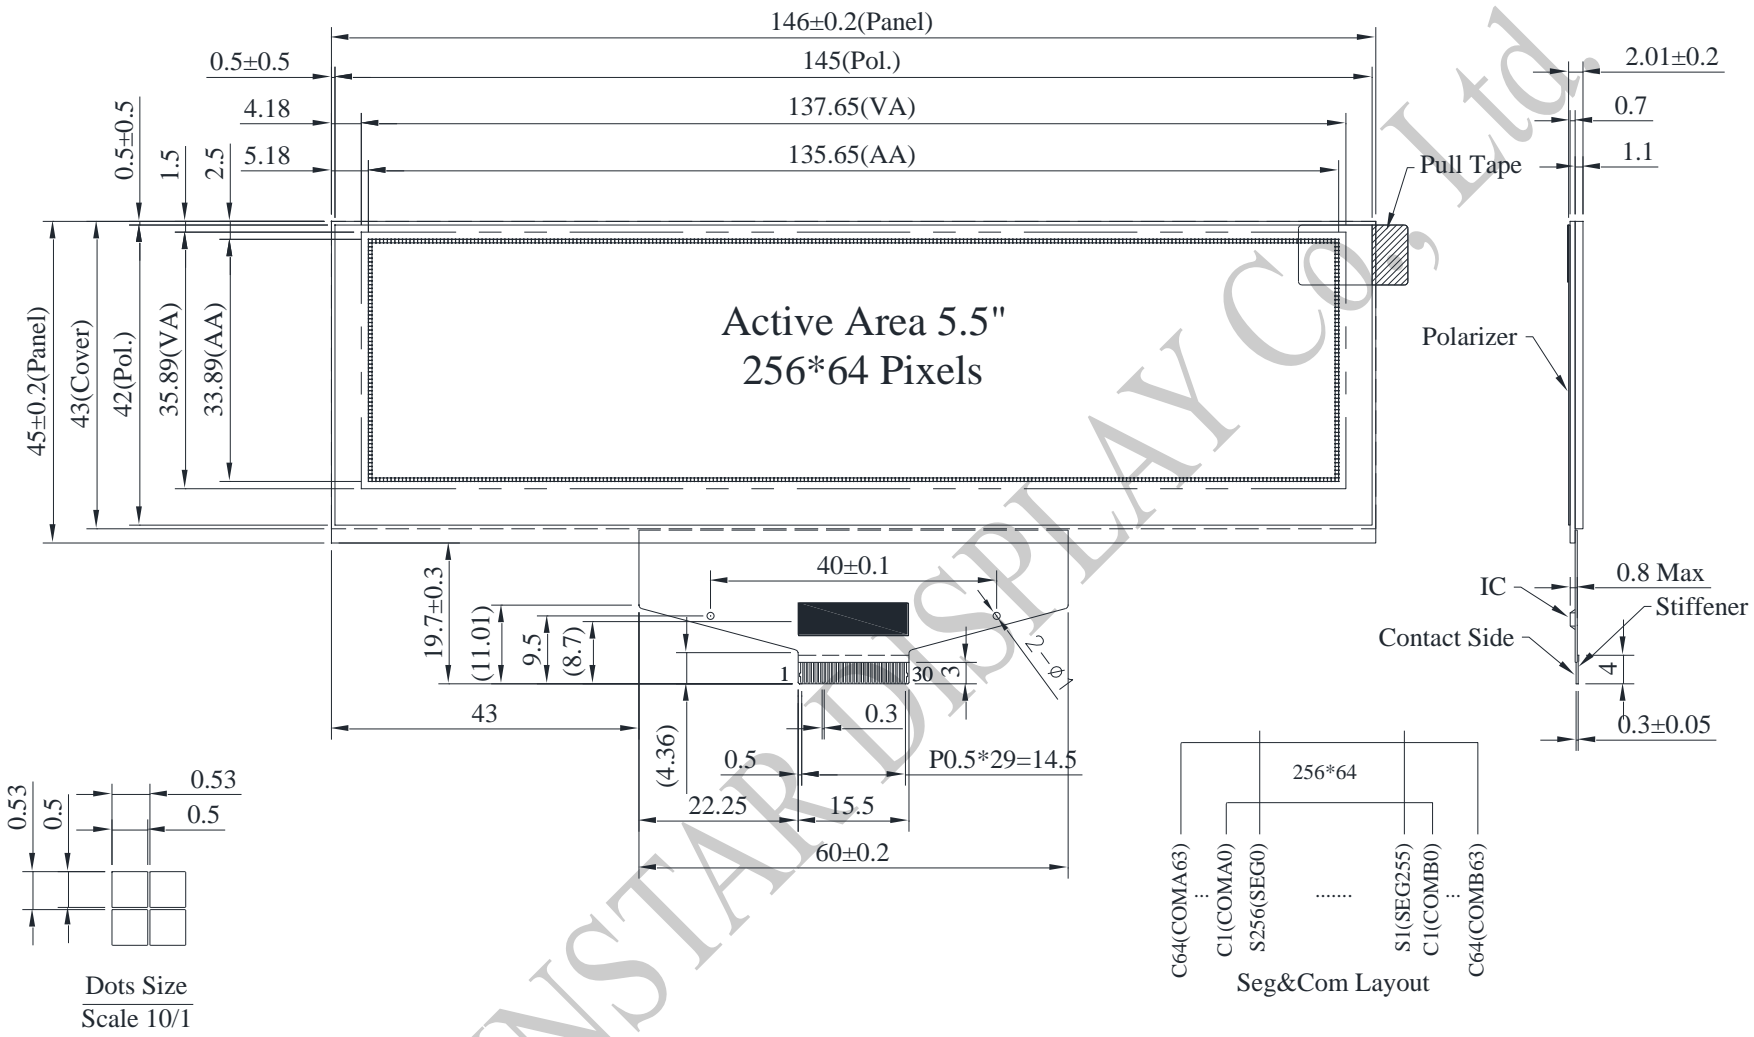 146±0.2(Panel)
0.5±0.5
145(Pol.)
4.18
137.65(VA)
5.18
135.65(AA)
0.5±0.5
1.5
2.5
45±0.2(Panel)
43(Cover)
42(Pol.)
35.89(VA)
33.89(AA)
Active Area 5.5"
256*64 Pixels
Pull Tape
2.01±0.2
0.7
1.1
Polarizer
IC
0.8 Max
Stiffener
Contact Side
4
0.3±0.05
19.7±0.3
(11.01)
9.5
(8.7)
40±0.1
1
30
3
2-ø1
43
(4.36)
0.3
0.5
P0.5*29=14.5
22.25
15.5
60±0.2
0.53
0.5
0.53
0.5
Dots Size
Scale 10/1
256*64
C64(COMA63)
...
C1(COMA0)
S256(SEG0)
.......
S1(SEG255)
C1(COMB0)
...
C64(COMB63)
Seg&Com Layout
DISPLAY Co., Ltd.